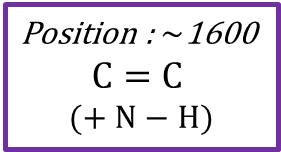 Position : ~1600
C = C
(+ N − H)